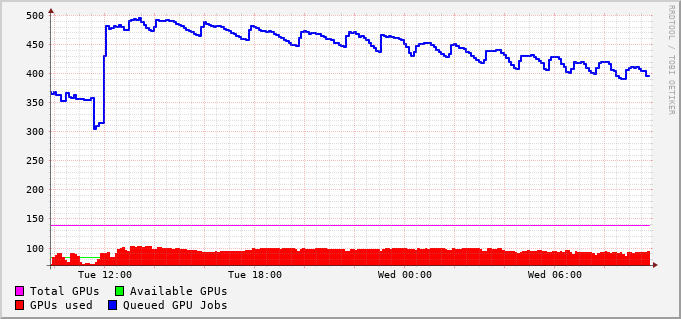 500
450
400
350
300
250
200
150
100
Tue 12:00 Tue 18:00 Wed 00:00 Wed 06:00
Total GPUs Available GPUs
GPUs used Queued GPU Jobs
RRDTOOL / TOBI OETIKER